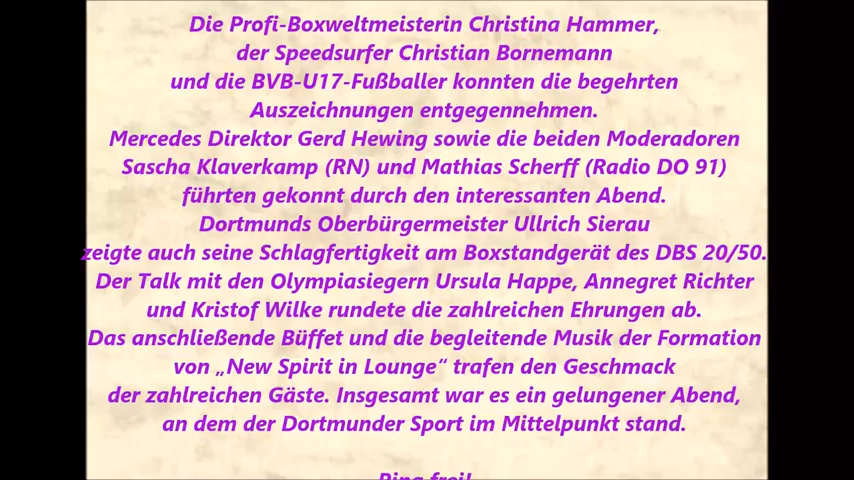 Die Profi-Boxweltmeisterin Christina Hammer,
der Speedsurfer Christian Bornemann
und die BVB-U17-Fußballer konnten die begehrten
Auszeichnungen entgegennehmen.
Mercedes Direktor Gerd Hewing sowie die beiden Moderadoren
Sascha Klaverkamp (RN) und Mathias Scherff (Radio DO 91)
führten gekonnt durch den interessanten Abend.
Dortmunds Oberbürgermeister Ullrich Sierau
zeigte auch seine Schlagfertigkeit am Boxstandgerät des DBS 20/50.
Der Talk mit den Olympiasiegern Ursula Happe, Annegret Richter
und Kristof Wilke rundete die zahlreichen Ehrungen ab.
Das anschließende Büffet und die begleitende Musik der Formation
von „New Spirit in Lounge“ trafen den Geschmack
der zahlreichen Gäste. Insgesamt war es ein gelungener Abend,
an dem der Dortmunder Sport im Mittelpunkt stand.
Ring frei!